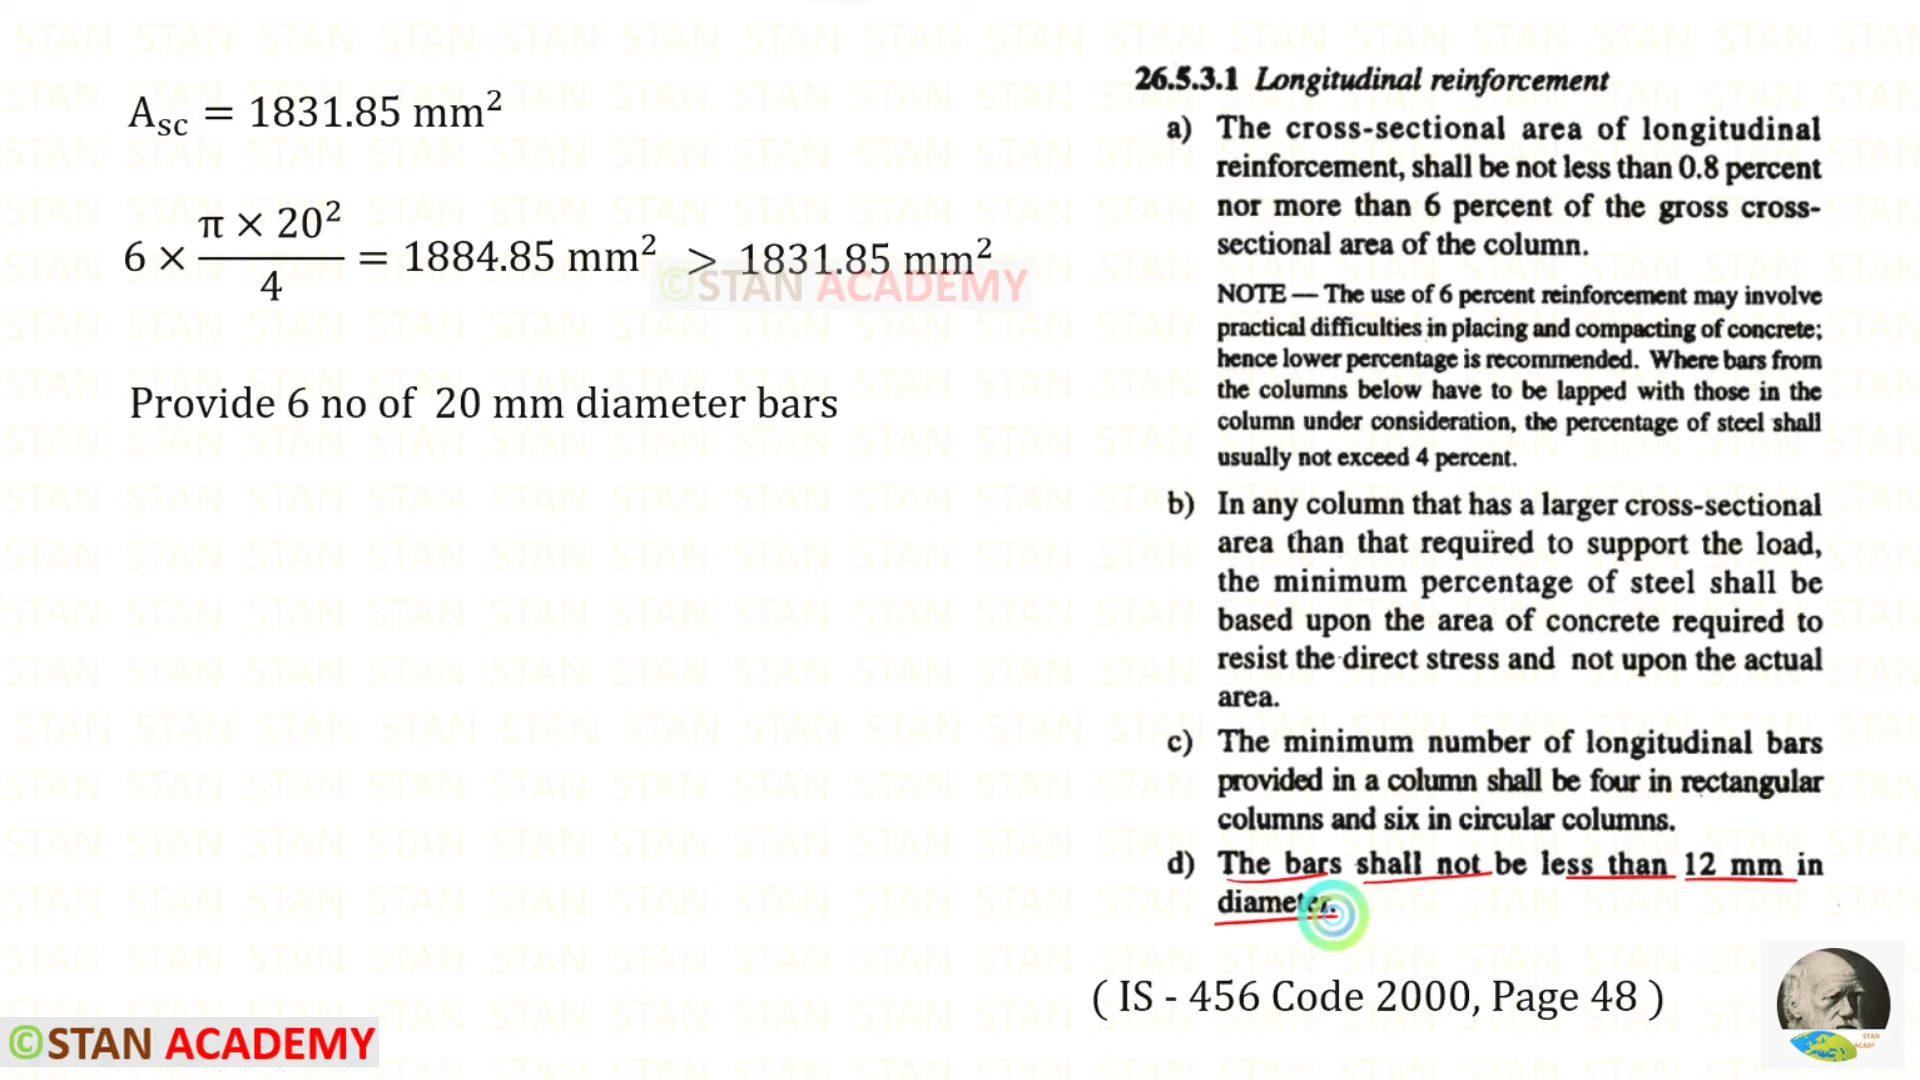 A_sc = 1831.85 mm²
6 × (π × 20²)/4 = 1884.85 mm² > 1831.85 mm²
©STAN ACADEMY
Provide 6 no of 20 mm diameter bars
26.5.3.1 Longitudinal reinforcement
a) The cross-sectional area of longitudinal
reinforcement, shall be not less than 0.8 percent
nor more than 6 percent of the gross cross-
sectional area of the column.
NOTE — The use of 6 percent reinforcement may involve
practical difficulties in placing and compacting of concrete;
hence lower percentage is recommended. Where bars from
the columns below have to be lapped with those in the
column under consideration, the percentage of steel shall
usually not exceed 4 percent.
b) In any column that has a larger cross-sectional
area than that required to support the load,
the minimum percentage of steel shall be
based upon the area of concrete required to
resist the direct stress and not upon the actual
area.
c) The minimum number of longitudinal bars
provided in a column shall be four in rectangular
columns and six in circular columns.
d) The bars shall not be less than 12 mm in
diameter.
( IS - 456 Code 2000, Page 48 )
©STAN ACADEMY